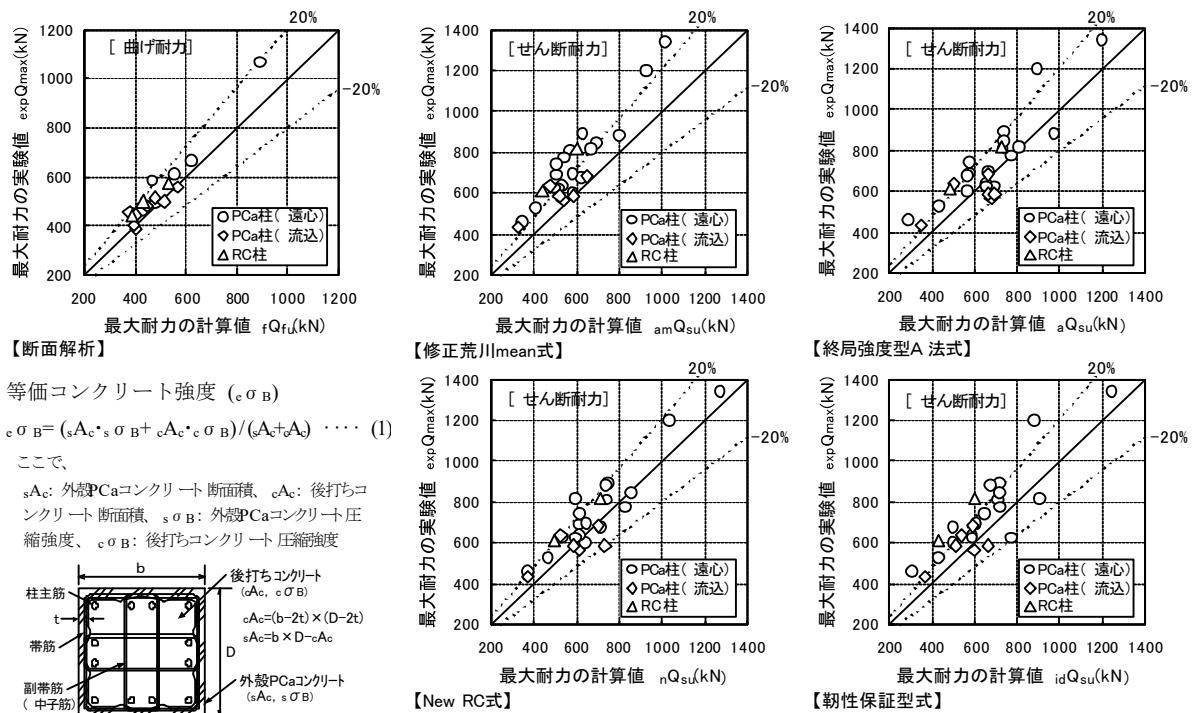 20%
1200
1000
800
600
400
200
最大耐力の実験値 expQmax(kN)
[ 曲げ耐力]
-20%
PCa柱( 遠心)
PCa柱( 流込)
RC柱
200 400 600 800 1000 1200
最大耐力の計算値 fQfu(kN)
【断面解析】
20%
1400
1200
1000
800
600
400
200
最大耐力の実験値 expQmax(kN)
[ せん断耐力]
-20%
PCa柱( 遠心)
PCa柱( 流込)
RC柱
200 400 600 800 1000 1200 1400
最大耐力の計算値 amQsu(kN)
【修正荒川mean式】
20%
1400
1200
1000
800
600
400
200
最大耐力の実験値 expQmax(kN)
[ せん断耐力]
-20%
PCa柱( 遠心)
PCa柱( 流込)
RC柱
200 400 600 800 1000 1200 1400
最大耐力の計算値 aQsu(kN)
【終局強度型A 法式】
等価コンクリート強度 (eσB)
eσB= (sAc・sσB+ cAc・cσB)/(sAc+cAc) ···· (1)
ここで、
sAc: 外殻PCaコンクリート 断面積、 cAc: 後打ちコ
ンクリート 断面積、 sσB: 外殻PCaコンクリート 圧
縮強度、 cσB: 後打ちコンクリート 圧縮強度
b
柱主筋
t
帯筋
副帯筋
( 中子筋)
D
後打ちコンクリート
(cAc, cσB)
cAc=(b-2t)×(D-2t)
sAc=b×D-cAc
外殻PCaコンクリート
(sAc, sσB)
20%
1400
1200
1000
800
600
400
200
最大耐力の実験値 expQmax(kN)
[ せん断耐力]
-20%
PCa柱( 遠心)
PCa柱( 流込)
RC柱
200 400 600 800 1000 1200 1400
最大耐力の計算値 nQsu(kN)
【New RC式】
20%
1400
1200
1000
800
600
400
200
最大耐力の実験値 expQmax(kN)
[ せん断耐力]
-20%
PCa柱( 遠心)
PCa柱( 流込)
RC柱
200 400 600 800 1000 1200 1400
最大耐力の計算値 idQsu(kN)
【靭性保証型式】